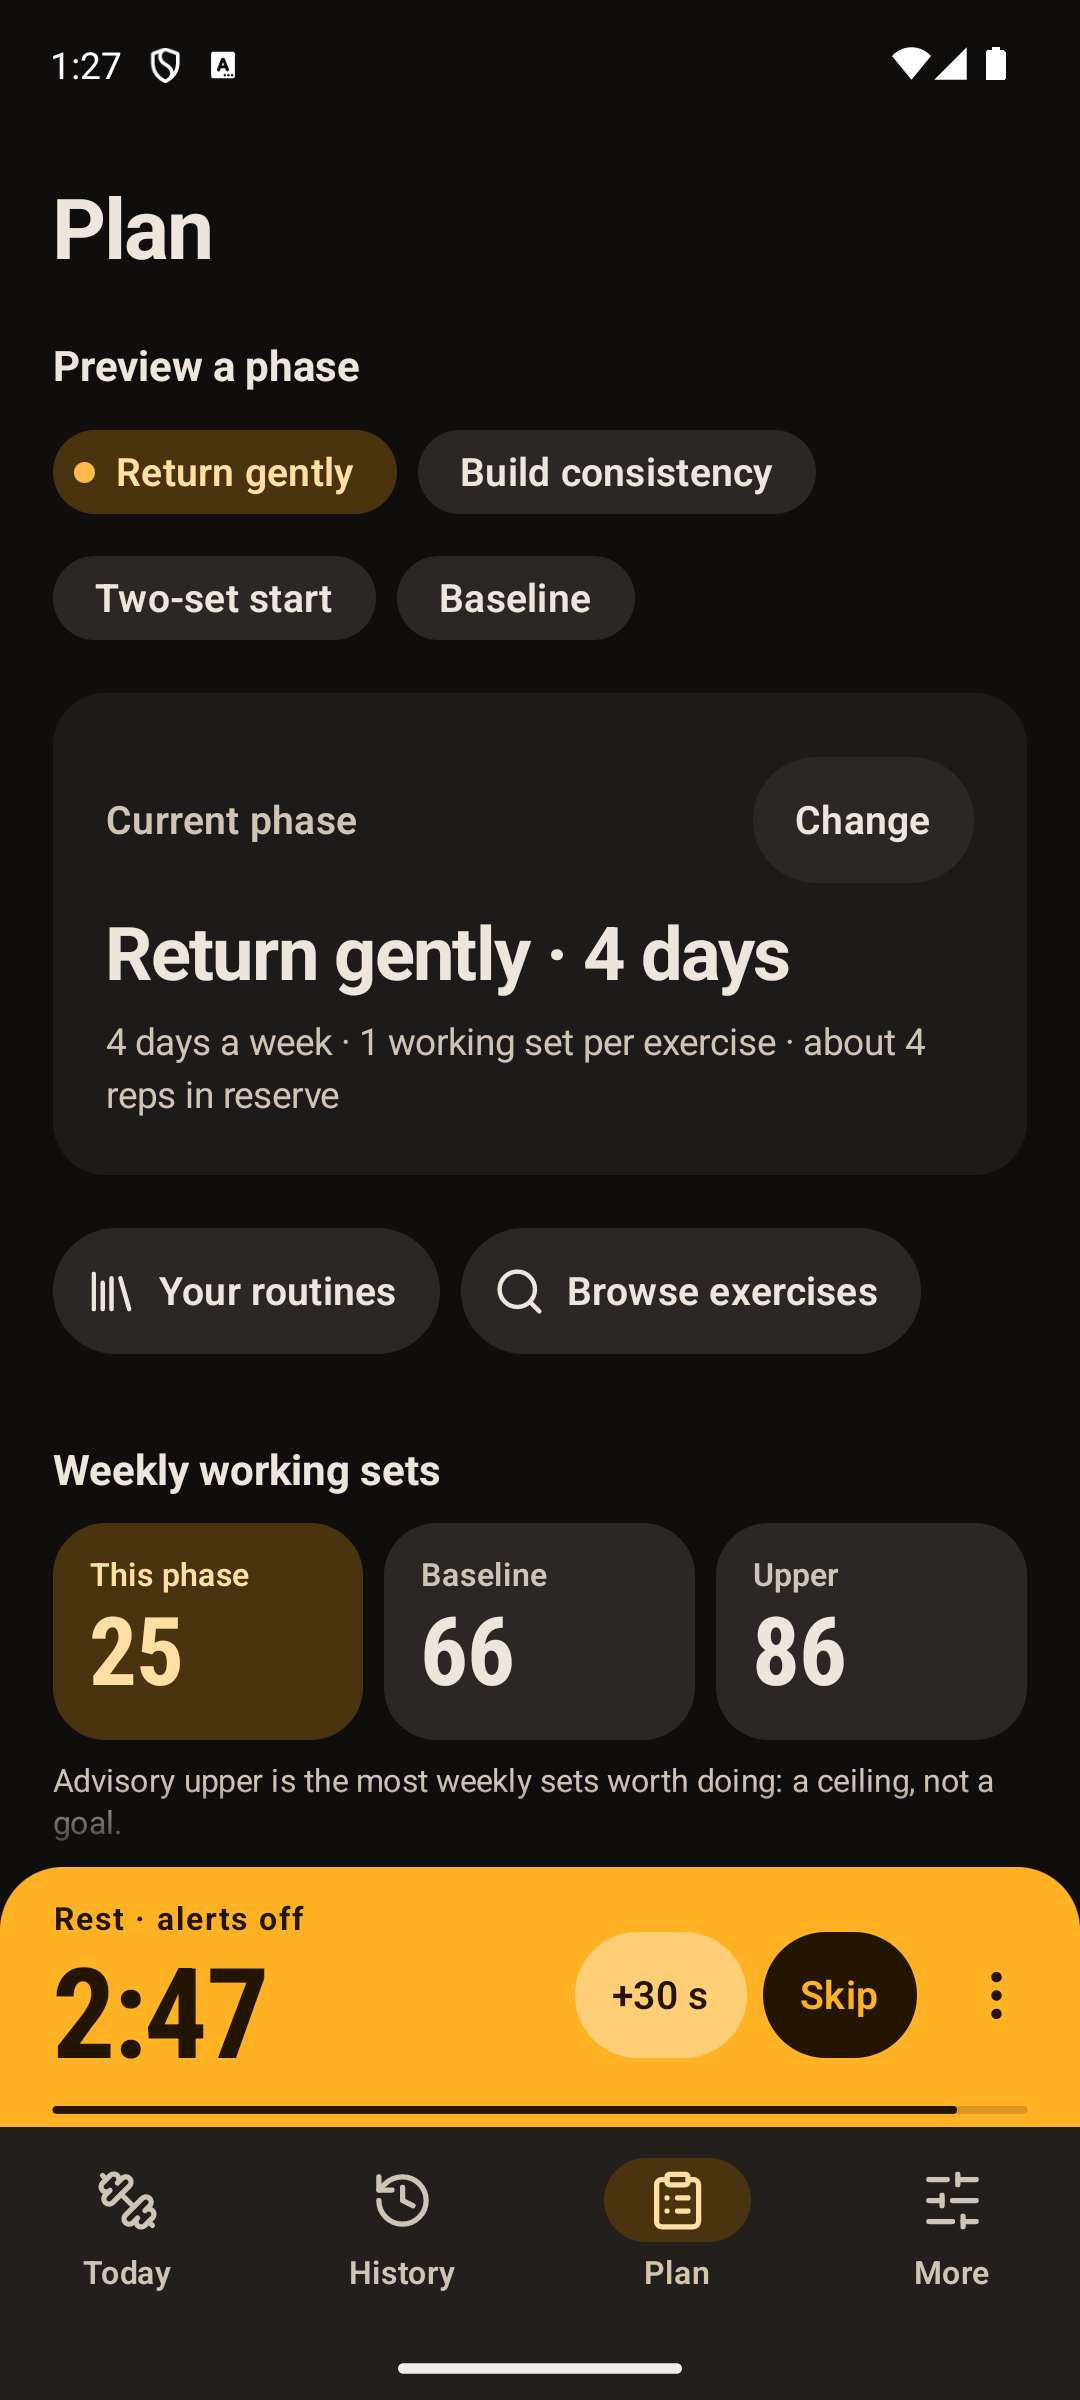 1:27
Plan
Preview a phase
Return gently
Build consistency
Two-set start
Baseline
Current phase
Change
Return gently · 4 days
4 days a week · 1 working set per exercise · about 4
reps in reserve
Your routines
Browse exercises
Weekly working sets
This phase
Baseline
Upper
25
66
86
Advisory upper is the most weekly sets worth doing: a ceiling, not a
goal.
Rest · alerts off
2:47
+30 s
Skip
Today
History
Plan
More